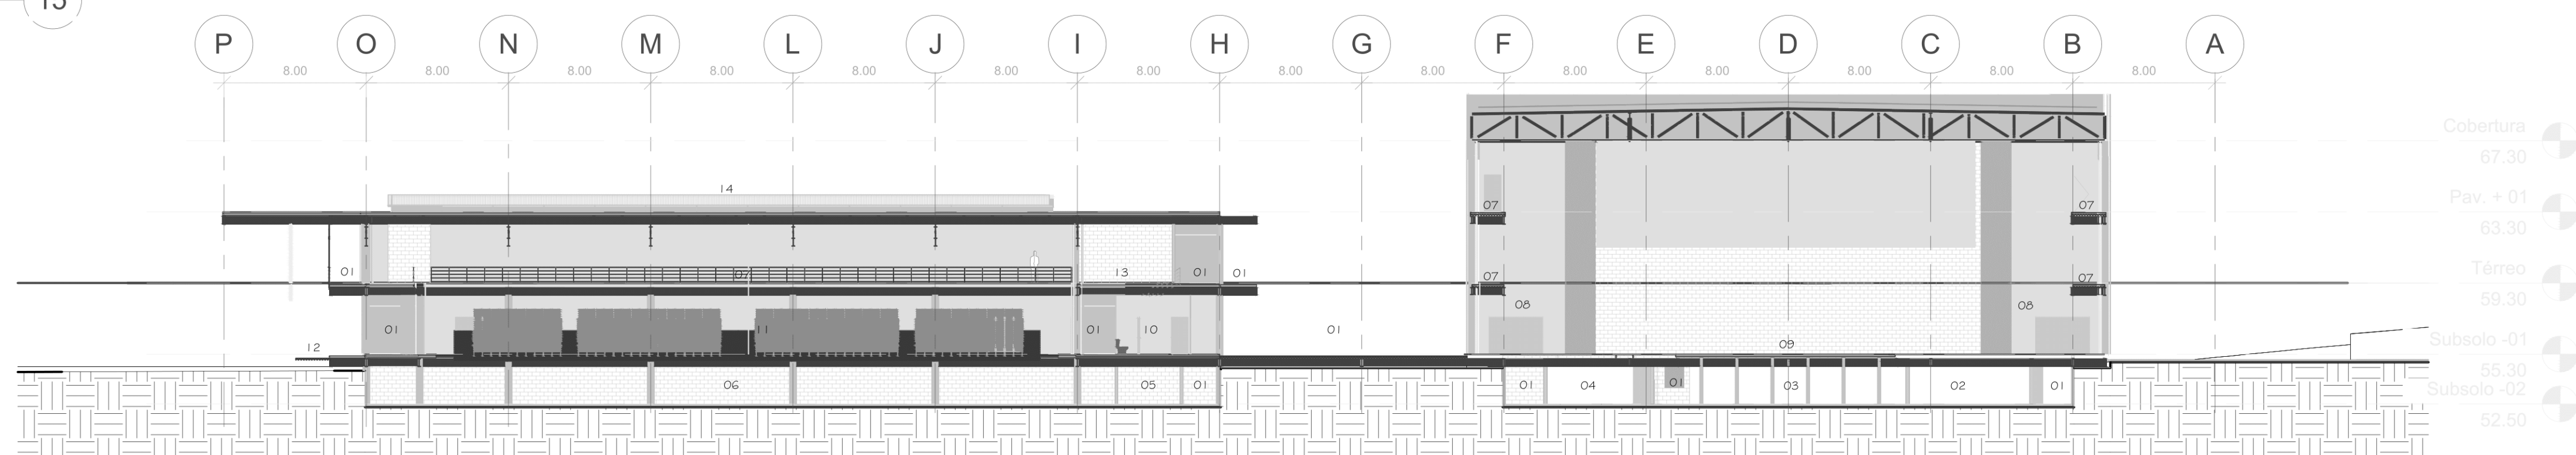 15
P O N M L J I H G F E D C B A
8.00 8.00 8.00 8.00 8.00 8.00 8.00 8.00 8.00 8.00 8.00 8.00 8.00 8.00
Cobertura
67.30
14
Pav. + 01
07 07
63.30
Térreo
01 07 13 01 01 07 07
59.30
08 08
01 11 01 10 01
Subsolo -01
12 09
55.30
06 05 01 01 04 01 03 02 01
Subsolo -02
52.50